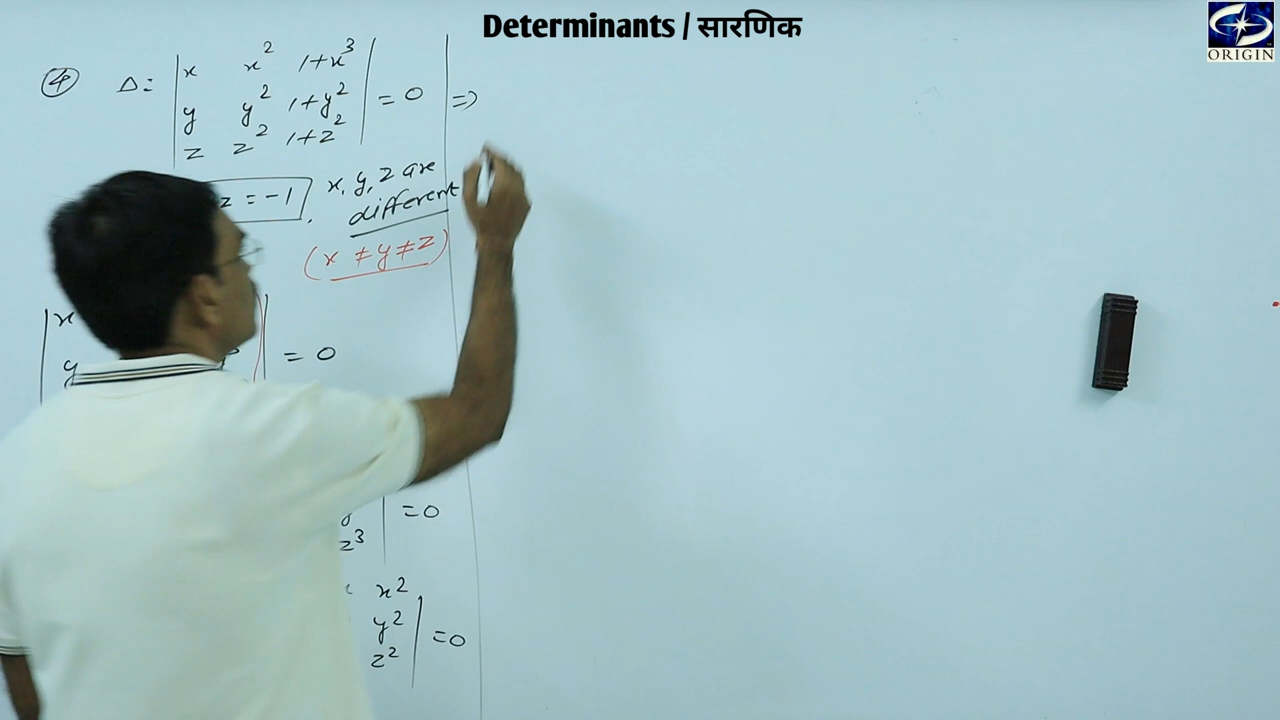 Determinants / सारणिक
ORIGIN
④ Δ = | x x² 1+x³ |
| y y² 1+y² | = 0
| z z² 1+z² |
z = -1, x, y, z are
different
(x ≠ y ≠ z)
| x
y = 0
= 0
z³
x²
y² = 0
z²
=>